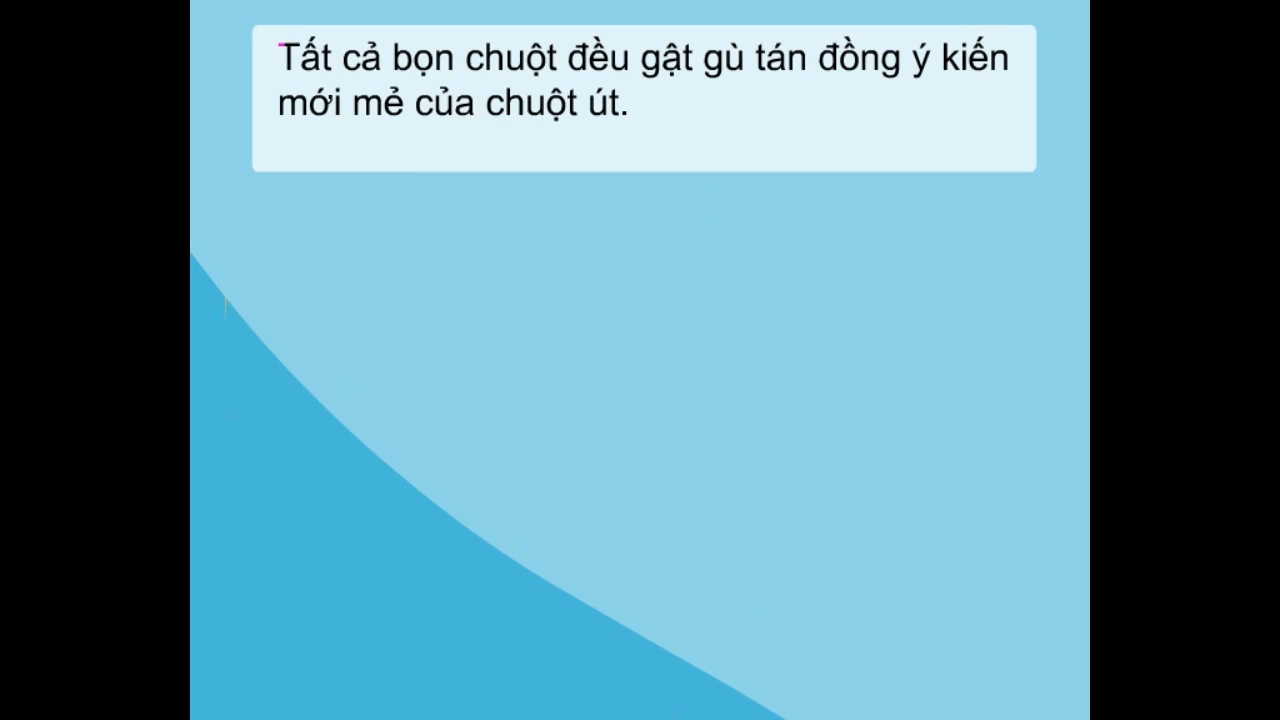 Tất cả bọn chuột đều gật gù tán đồng ý kiến
mới mẻ của chuột út.